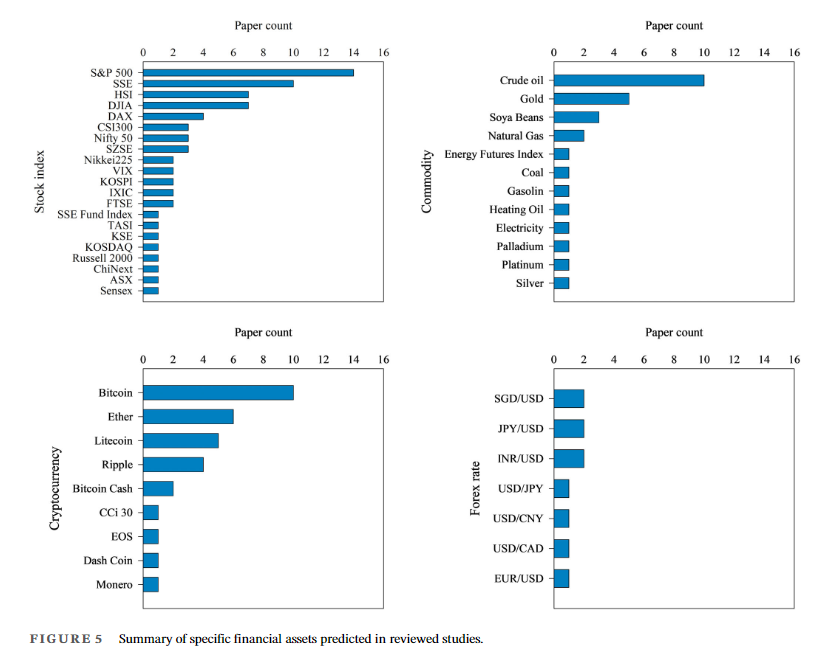 Paper count
0 2 4 6 8 10 12 14 16
Stock index
S&P 500
SSE
HSI
DJIA
DAX
CSI300
Nifty 50
SZSE
Nikkei225
VIX
KOSPI
IXIC
FTSE
SSE Fund Index
TASI
KSE
KOSDAQ
Russell 2000
ChiNext
ASX
Sensex
Paper count
0 2 4 6 8 10 12 14 16
Commodity
Crude oil
Gold
Soya Beans
Natural Gas
Energy Futures Index
Coal
Gasolin
Heating Oil
Electricity
Palladium
Platinum
Silver
Paper count
0 2 4 6 8 10 12 14 16
Cryptocurrency
Bitcoin
Ether
Litecoin
Ripple
Bitcoin Cash
CCi 30
EOS
Dash Coin
Monero
Paper count
0 2 4 6 8 10 12 14 16
Forex rate
SGD/USD
JPY/USD
INR/USD
USD/JPY
USD/CNY
USD/CAD
EUR/USD
FIGURE 5 Summary of specific financial assets predicted in reviewed studies.